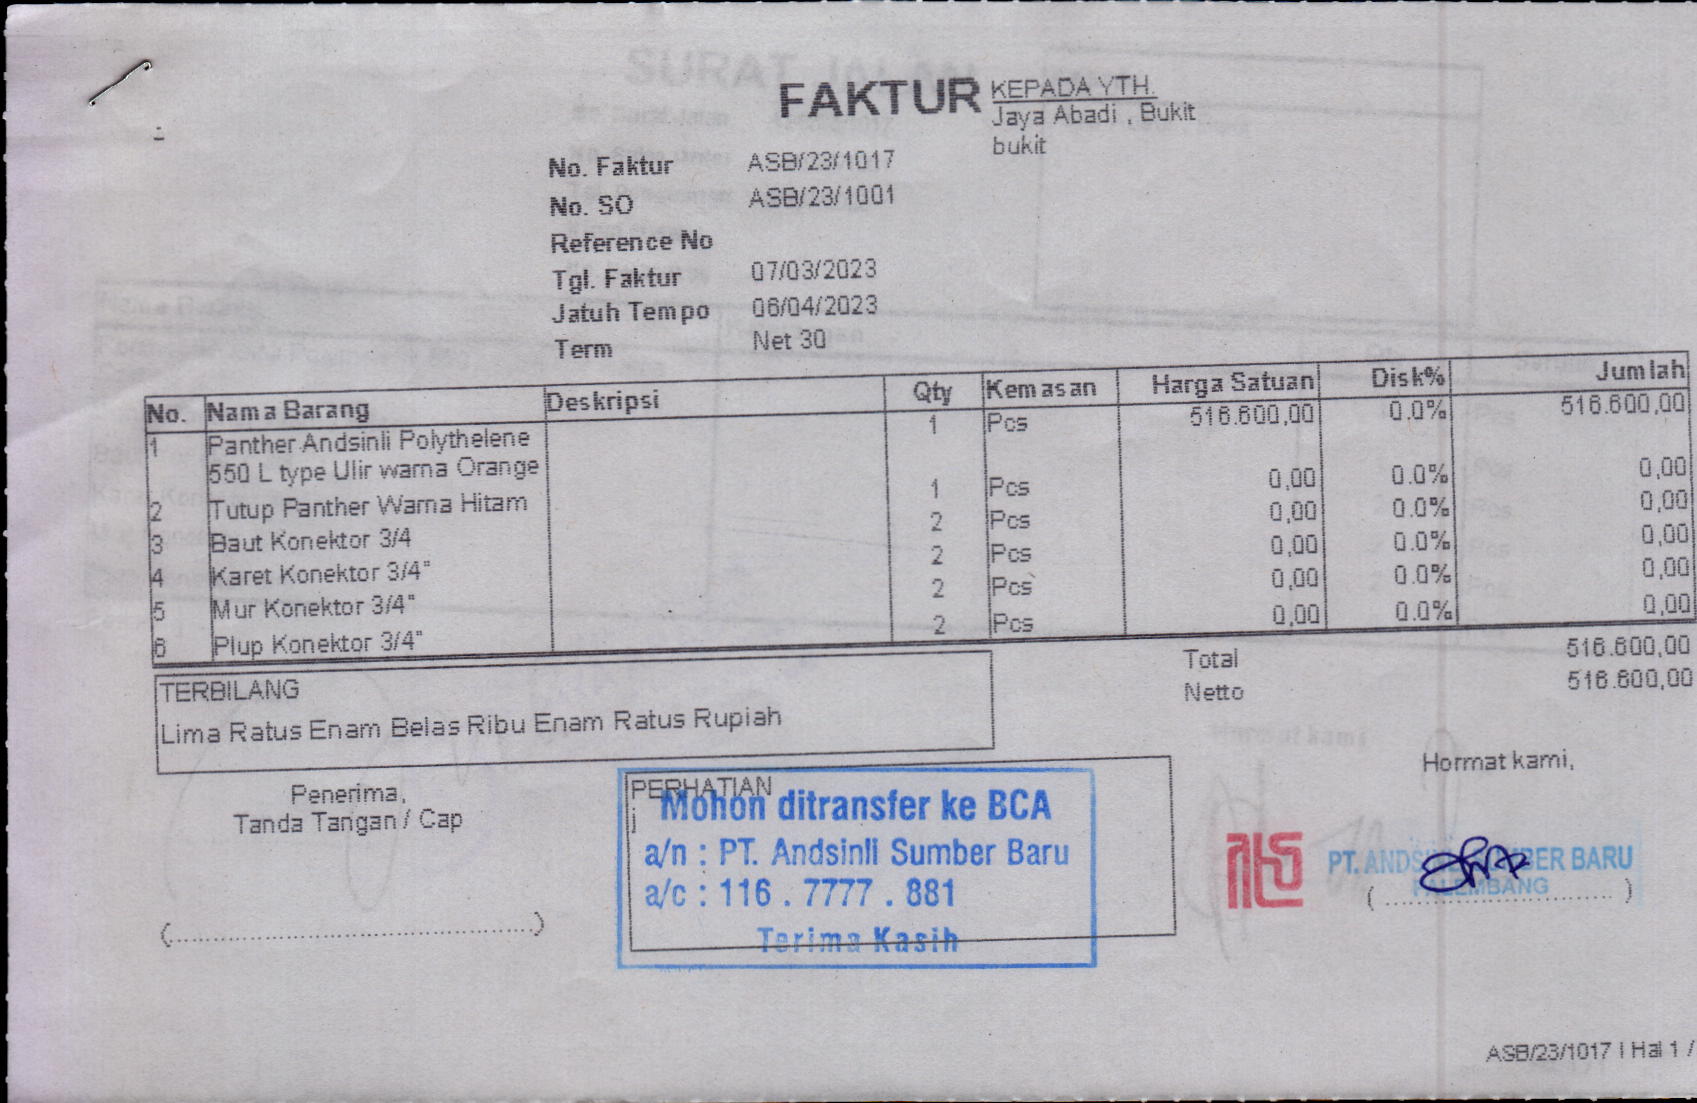 FAKTUR
KEPADA YTH.
Jaya Abadi , Bukit
bukit
No. Faktur ASB/23/1017
No. SO ASB/23/1001
Reference No
Tgl. Faktur 07/03/2023
Jatuh Tempo 06/04/2023
Term Net 30
No. Nama Barang Deskripsi Qty Kemasan Harga Satuan Disk% Jumlah
1 Panther Andsinli Polythelene 1 Pcs 516.600,00 0.0% 516.600,00
550 L type Ulir warna Orange
2 Tutup Panther Warna Hitam 1 Pcs 0,00 0.0% 0,00
3 Baut Konektor 3/4 2 Pcs 0,00 0.0% 0,00
4 Karet Konektor 3/4" 2 Pcs 0,00 0.0% 0,00
5 Mur Konektor 3/4" 2 Pcs 0,00 0.0% 0,00
6 Plup Konektor 3/4" 2 Pcs 0,00 0.0% 0,00
Total 516.600,00
Netto 516.600,00
TERBILANG
Lima Ratus Enam Belas Ribu Enam Ratus Rupiah
Penerima,
Tanda Tangan / Cap
(..............................)
PERHATIAN
j
Mohon ditransfer ke BCA
a/n : PT. Andsinli Sumber Baru
a/c : 116 . 7777 . 881
Terima Kasih
Hormat kami,
PT. ANDSINLI SUMBER BARU
PALEMBANG
(..............................)
ASB/23/1017 | Hal 1 /